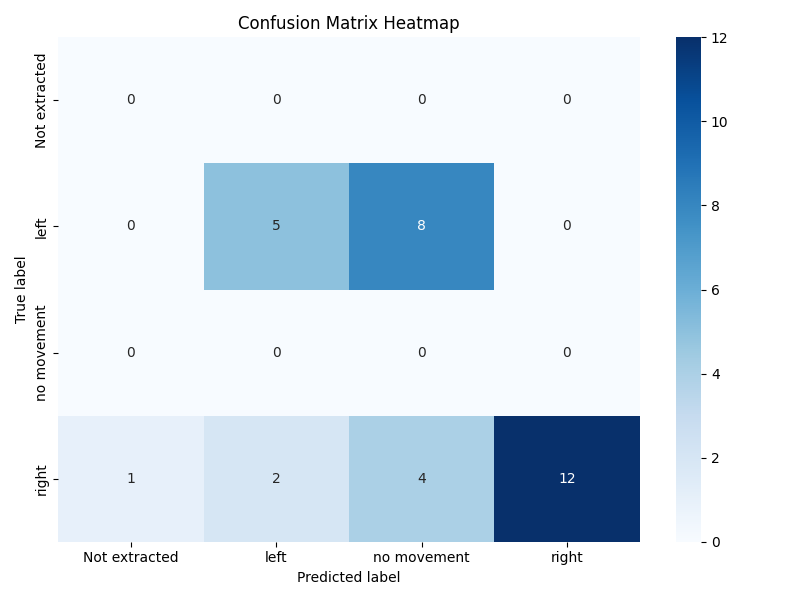 Confusion Matrix Heatmap
True label
Not extracted
0 0 0 0
left
0 5 8 0
no movement
0 0 0 0
right
1 2 4 12
Not extracted left no movement right
Predicted label
12
10
8
6
4
2
0